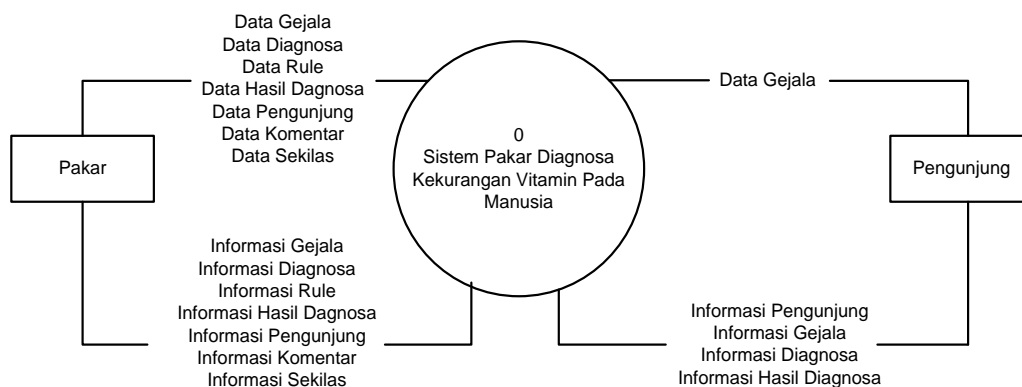 Data Gejala
Data Diagnosa
Data Rule
Data Hasil Dagnosa
Data Pengunjung
Data Komentar
Data Sekilas
Data Gejala
0
Sistem Pakar Diagnosa
Kekurangan Vitamin Pada
Manusia
Pakar
Pengunjung
Informasi Gejala
Informasi Diagnosa
Informasi Rule
Informasi Hasil Dagnosa
Informasi Pengunjung
Informasi Komentar
Informasi Sekilas
Informasi Pengunjung
Informasi Gejala
Informasi Diagnosa
Informasi Hasil Diagnosa